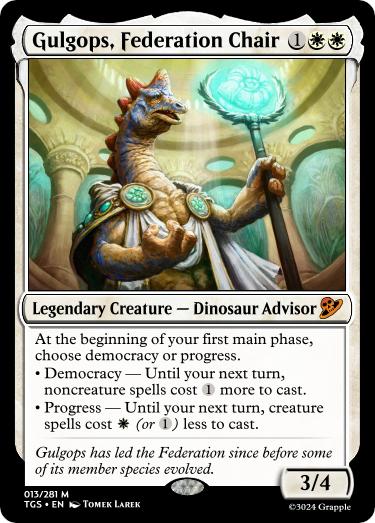 Gulgops, Federation Chair 1
Legendary Creature — Dinosaur Advisor
At the beginning of your first main phase,
choose democracy or progress.
• Democracy — Until your next turn,
noncreature spells cost 1 more to cast.
• Progress — Until your next turn, creature
spells cost (or 1) less to cast.
Gulgops has led the Federation since before some
of its member species evolved.
3/4
013/281 M
TGS • EN Tomek Larek
©3024 Grapple